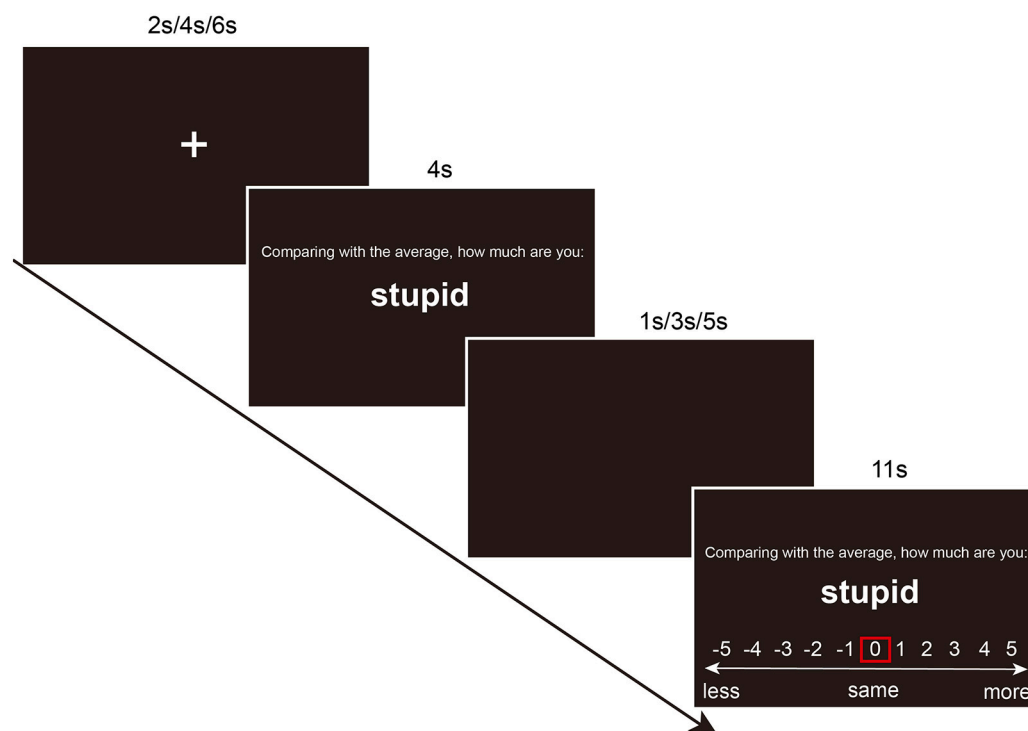 2s/4s/6s
+
4s
Comparing with the average, how much are you:
stupid
1s/3s/5s
11s
Comparing with the average, how much are you:
stupid
-5 -4 -3 -2 -1 0 1 2 3 4 5
less same more